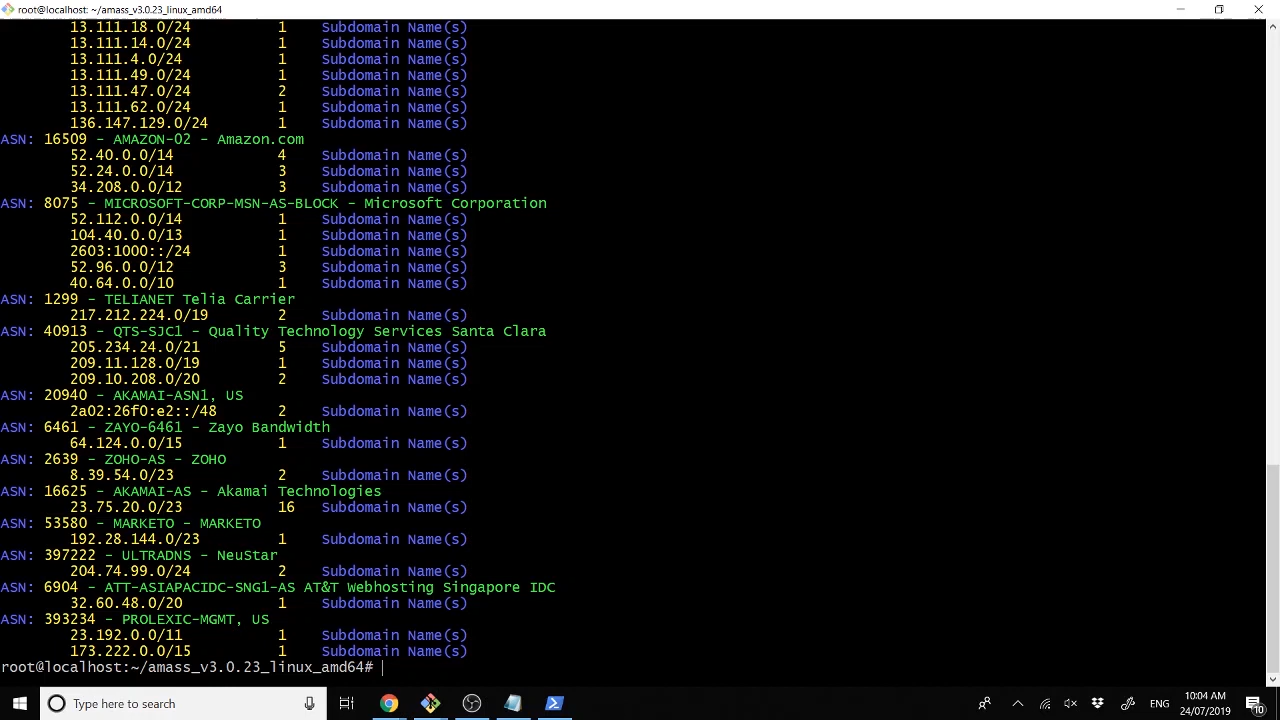 root@localhost: ~/amass_v3.0.23_linux_amd64
13.111.18.0/24 1 Subdomain Name(s)
13.111.14.0/24 1 Subdomain Name(s)
13.111.4.0/24 1 Subdomain Name(s)
13.111.49.0/24 1 Subdomain Name(s)
13.111.47.0/24 2 Subdomain Name(s)
13.111.62.0/24 1 Subdomain Name(s)
136.147.129.0/24 1 Subdomain Name(s)
ASN: 16509 - AMAZON-02 - Amazon.com
52.40.0.0/14 4 Subdomain Name(s)
52.24.0.0/14 3 Subdomain Name(s)
34.208.0.0/12 3 Subdomain Name(s)
ASN: 8075 - MICROSOFT-CORP-MSN-AS-BLOCK - Microsoft Corporation
52.112.0.0/14 1 Subdomain Name(s)
104.40.0.0/13 1 Subdomain Name(s)
2603:1000::/24 1 Subdomain Name(s)
52.96.0.0/12 3 Subdomain Name(s)
40.64.0.0/10 1 Subdomain Name(s)
ASN: 1299 - TELIANET Telia Carrier
217.212.224.0/19 2 Subdomain Name(s)
ASN: 40913 - QTS-SJC1 - Quality Technology Services Santa Clara
205.234.24.0/21 5 Subdomain Name(s)
209.11.128.0/19 1 Subdomain Name(s)
209.10.208.0/20 2 Subdomain Name(s)
ASN: 20940 - AKAMAI-ASN1, US
2a02:26f0:e2::/48 2 Subdomain Name(s)
ASN: 6461 - ZAYO-6461 - Zayo Bandwidth
64.124.0.0/15 1 Subdomain Name(s)
ASN: 2639 - ZOHO-AS - ZOHO
8.39.54.0/23 2 Subdomain Name(s)
ASN: 16625 - AKAMAI-AS - Akamai Technologies
23.75.20.0/23 16 Subdomain Name(s)
ASN: 53580 - MARKETO - MARKETO
192.28.144.0/23 1 Subdomain Name(s)
ASN: 397222 - ULTRADNS - NeuStar
204.74.99.0/24 2 Subdomain Name(s)
ASN: 6904 - ATT-ASIAPACIDC-SNG1-AS AT&T Webhosting Singapore IDC
32.60.48.0/20 1 Subdomain Name(s)
ASN: 393234 - PROLEXIC-MGMT, US
23.192.0.0/11 1 Subdomain Name(s)
173.222.0.0/15 1 Subdomain Name(s)
root@localhost:~/amass_v3.0.23_linux_amd64#
Type here to search
ENG
10:04 AM
24/07/2019
10